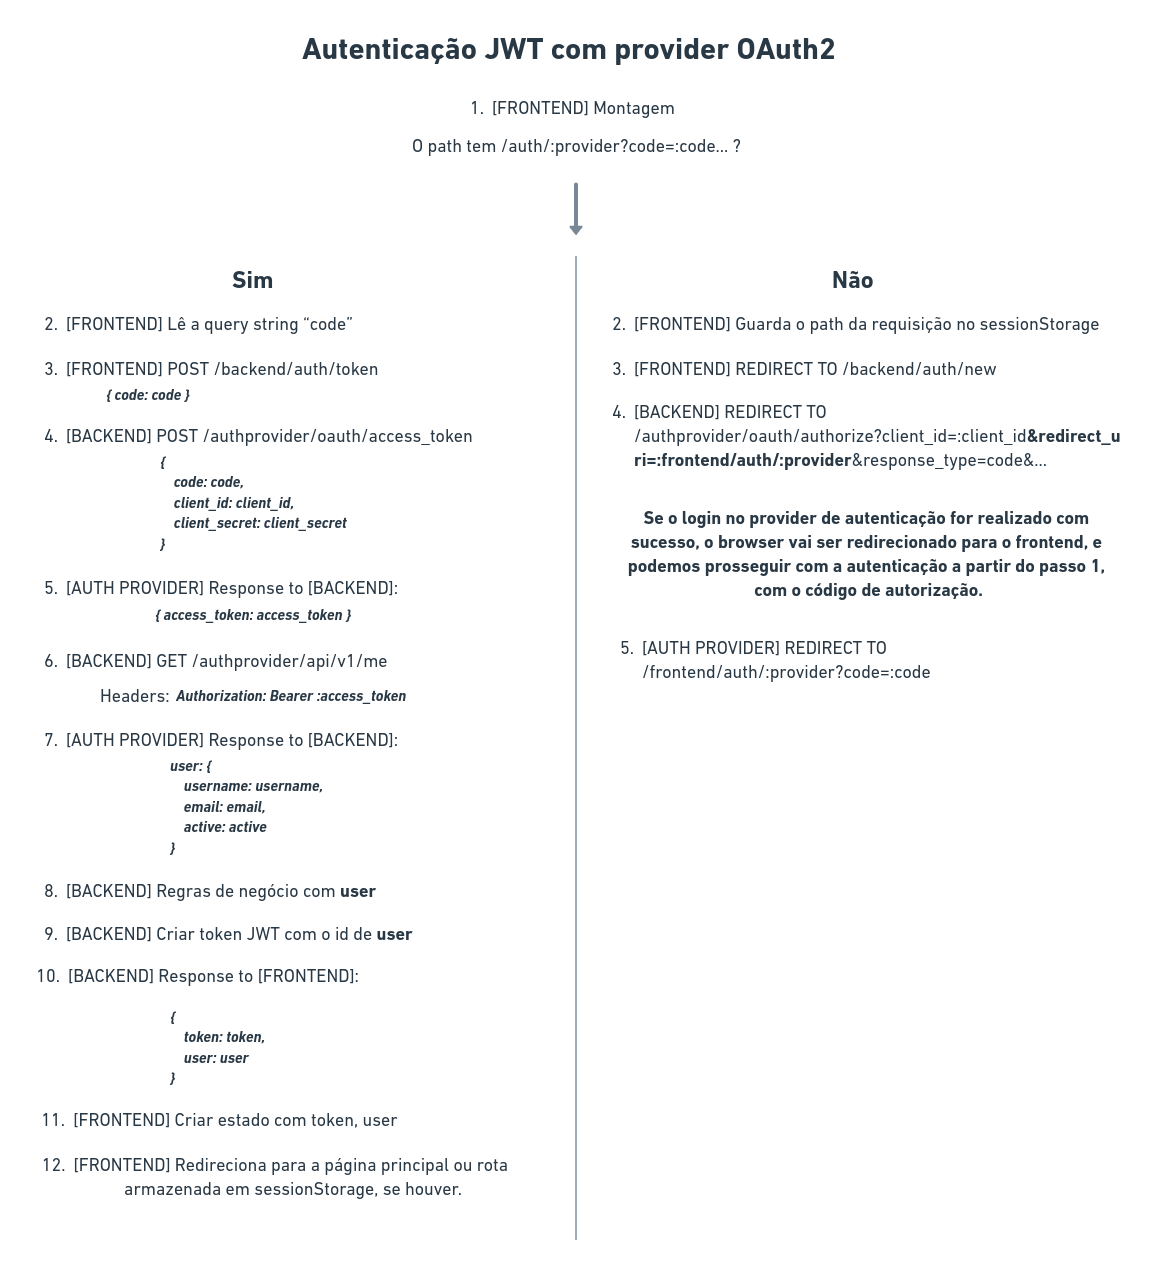 Autenticação JWT com provider OAuth2
1. [FRONTEND] Montagem
O path tem /auth/:provider?code=:code... ?
Sim
2. [FRONTEND] Lê a query string “code”
3. [FRONTEND] POST /backend/auth/token
{ code: code }
4. [BACKEND] POST /authprovider/oauth/access_token
{
code: code,
client_id: client_id,
client_secret: client_secret
}
5. [AUTH PROVIDER] Response to [BACKEND]:
{ access_token: access_token }
6. [BACKEND] GET /authprovider/api/v1/me
Headers: Authorization: Bearer :access_token
7. [AUTH PROVIDER] Response to [BACKEND]:
user: {
username: username,
email: email,
active: active
}
8. [BACKEND] Regras de negócio com user
9. [BACKEND] Criar token JWT com o id de user
10. [BACKEND] Response to [FRONTEND]:
{
token: token,
user: user
}
11. [FRONTEND] Criar estado com token, user
12. [FRONTEND] Redireciona para a página principal ou rota
armazenada em sessionStorage, se houver.
Não
2. [FRONTEND] Guarda o path da requisição no sessionStorage
3. [FRONTEND] REDIRECT TO /backend/auth/new
4. [BACKEND] REDIRECT TO
/authprovider/oauth/authorize?client_id=:client_id&redirect_u
ri=:frontend/auth/:provider&response_type=code&...
Se o login no provider de autenticação for realizado com
sucesso, o browser vai ser redirecionado para o frontend, e
podemos prosseguir com a autenticação a partir do passo 1,
com o código de autorização.
5. [AUTH PROVIDER] REDIRECT TO
/frontend/auth/:provider?code=:code